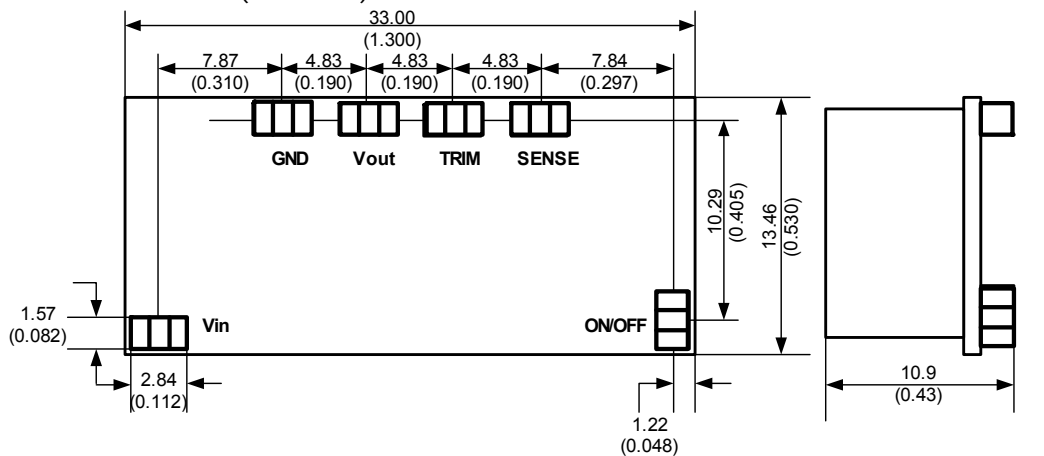 33.00
(1.300)
7.87 4.83 4.83 4.83 7.84
(0.310) (0.190) (0.190) (0.190) (0.297)
GND Vout TRIM SENSE
10.29
(0.405)
13.46
(0.530)
1.57
(0.082)
Vin
ON/OFF
2.84
(0.112)
1.22
(0.048)
10.9
(0.43)